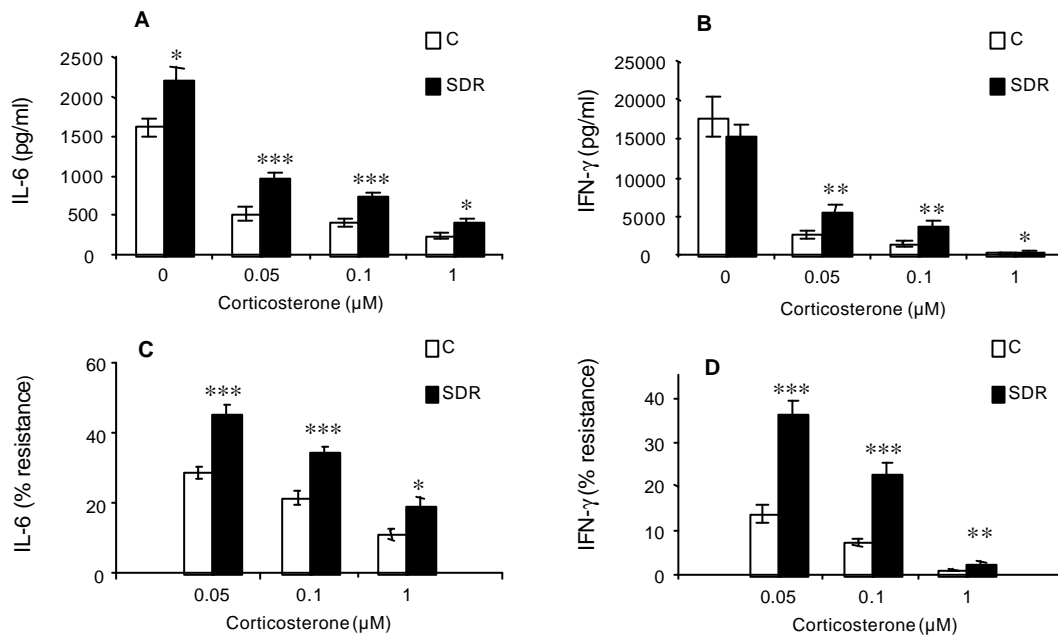 A
C
SDR
IL-6 (pg/ml)
2500
2000
1500
1000
500
0
*
***
***
*
0 0.05 0.1 1
Corticosterone (µM)
B
C
SDR
IFN-γ (pg/ml)
25000
20000
15000
10000
5000
0
**
**
*
0 0.05 0.1 1
Corticosterone (µM)
C
C
SDR
IL-6 (% resistance)
60
40
20
0
***
***
*
0.05 0.1 1
Corticosterone (µM)
D
C
SDR
IFN-γ (% resistance)
50
40
30
20
10
0
***
***
**
0.05 0.1 1
Corticosterone (µM)